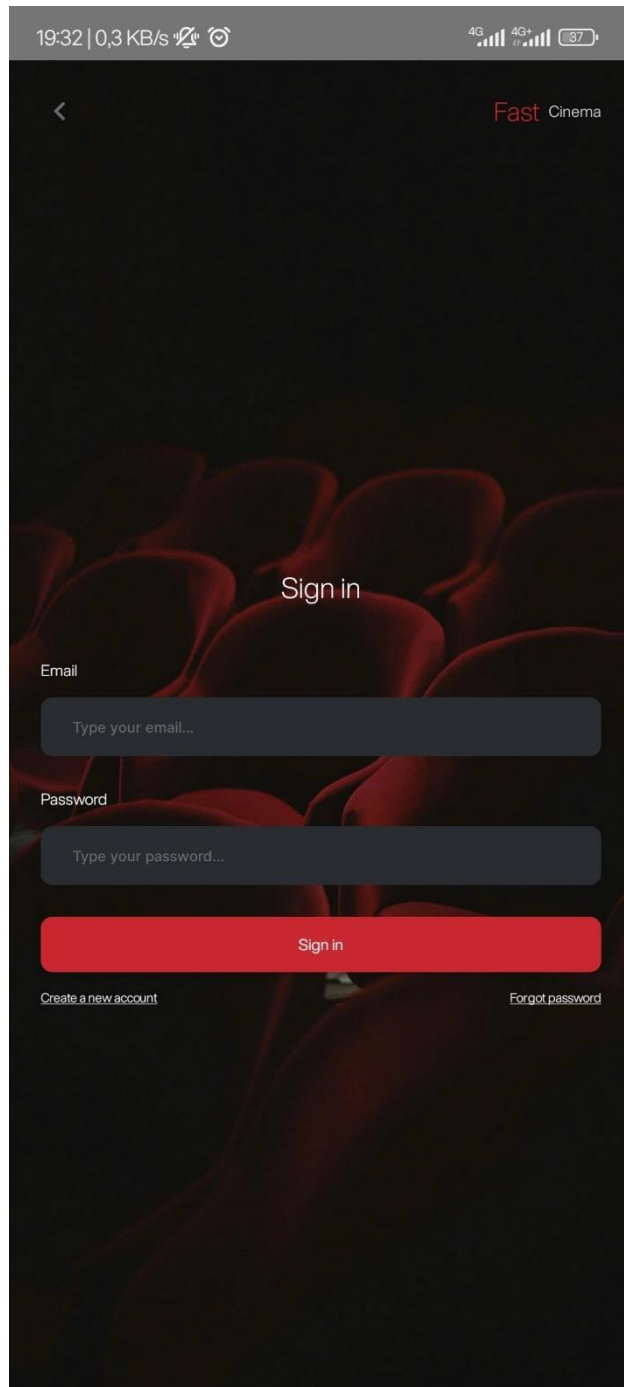 19:32 | 0,3 KB/s 4G 4G+ 37
Fast Cinema
Sign in
Email
Type your email...
Password
Type your password...
Sign in
Create a new account Forgot password